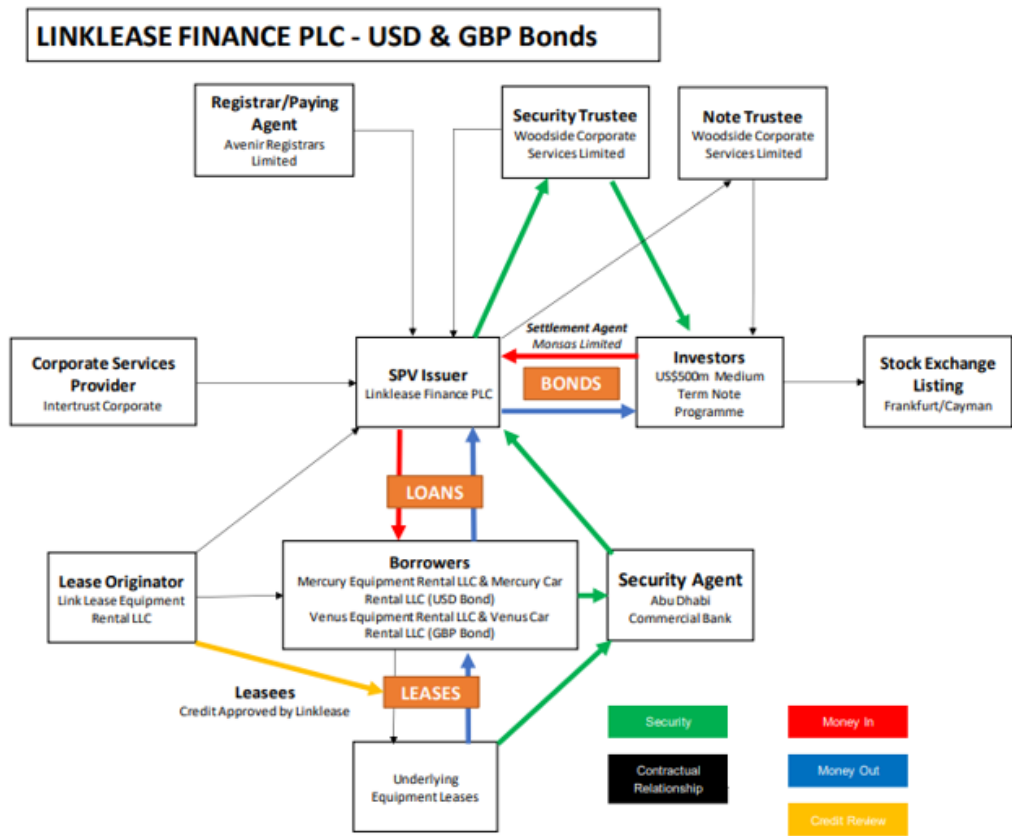 LINKLEASE FINANCE PLC - USD & GBP Bonds
Registrar/Paying
Agent
Avenir Registrars
Limited
Security Trustee
Woodside Corporate
Services Limited
Note Trustee
Woodside Corporate
Services Limited
Corporate Services
Provider
Intertrust Corporate
SPV Issuer
Linklease Finance PLC
Settlement Agent
Monsas Limited
BONDS
Investors
US$500m Medium
Term Note
Programme
Stock Exchange
Listing
Frankfurt/Cayman
LOANS
Lease Originator
Link Lease Equipment
Rental LLC
Borrowers
Mercury Equipment Rental LLC & Mercury Car
Rental LLC (USD Bond)
Venus Equipment Rental LLC & Venus Car
Rental LLC (GBP Bond)
Security Agent
Abu Dhabi
Commercial Bank
Leasees
Credit Approved by Linklease
LEASES
Underlying
Equipment Leases
Security
Money In
Contractual
Relationship
Money Out
Credit Review